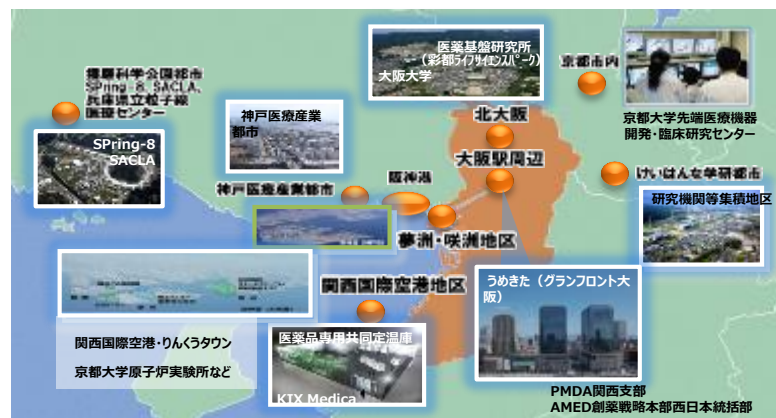 播磨科学公園都市
SPring-8、SACLA、
兵庫県立粒子線
医療センター
SPring-8
SACLA
神戸医療産業
都市
神戸医療産業都市
阪神港
医薬基盤研究所
（彩都ライフサイエンスパーク）
大阪大学
北大阪
大阪駅周辺
夢洲・咲洲地区
京都市内
京都大学先端医療機器
開発・臨床研究センター
けいはんな学研都市
研究機関等集積地区
関西国際空港地区
関西国際空港・りんくうタウン
京都大学原子炉実験所など
医薬品専用共同定温庫
KIX Medica
うめきた（グランフロント大
阪）
PMDA関西支部
AMED創薬戦略本部西日本統括部